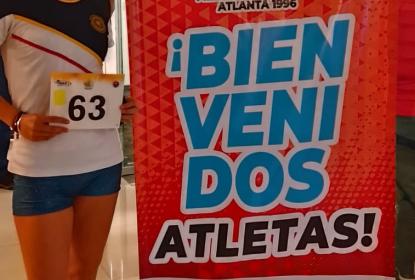 ATLANTA 1996
¡BIEN
VENI
DOS
ATLETAS!
63